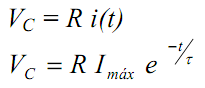 V_C = R i(t)
V_C = R I_máx e^(-t/τ)